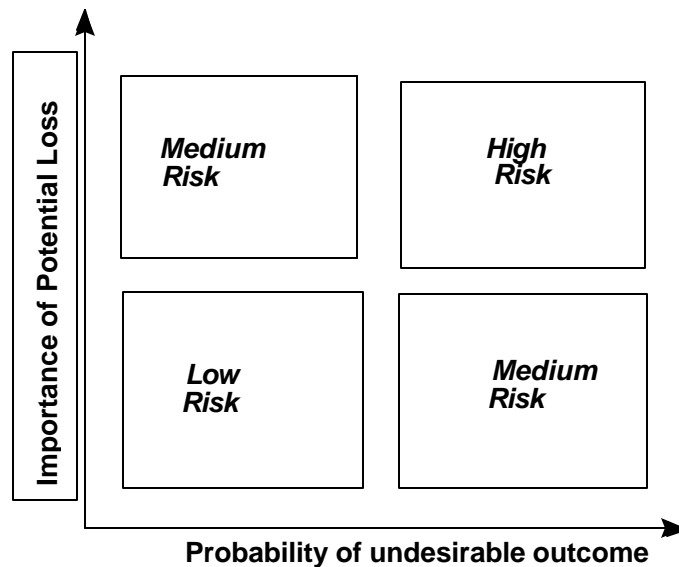 Importance of Potential Loss
Medium
Risk
High
Risk
Low
Risk
Medium
Risk
Probability of undesirable outcome